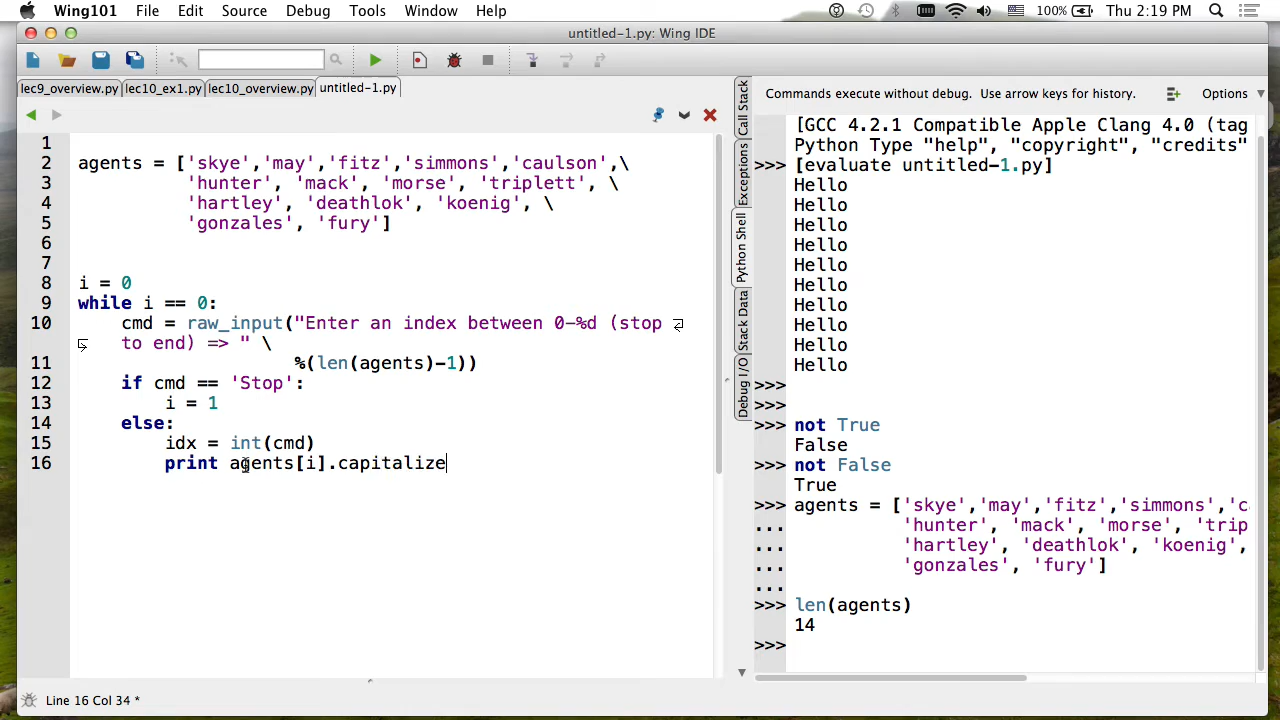 Wing101 File Edit Source Debug Tools Window Help 100% Thu 2:19 PM
untitled-1.py: Wing IDE
lec9_overview.py lec10_ex1.py lec10_overview.py untitled-1.py
1
2 agents = ['skye','may','fitz','simmons','caulson',\
3 'hunter', 'mack', 'morse', 'triplett', \
4 'hartley', 'deathlok', 'koenig', \
5 'gonzales', 'fury']
6
7
8 i = 0
9 while i == 0:
10 cmd = raw_input("Enter an index between 0-%d (stop
to end) => " \
11 %(len(agents)-1))
12 if cmd == 'Stop':
13 i = 1
14 else:
15 idx = int(cmd)
16 print agents[i].capitalize
Line 16 Col 34 *
Call Stack
Exceptions
Python Shell
Stack Data
Debug I/O
Commands execute without debug. Use arrow keys for history. Options
[GCC 4.2.1 Compatible Apple Clang 4.0 (tag
Python Type "help", "copyright", "credits"
>>> [evaluate untitled-1.py]
Hello
Hello
Hello
Hello
Hello
Hello
Hello
Hello
Hello
Hello
>>>
>>>
>>> not True
False
>>> not False
True
>>> agents = ['skye','may','fitz','simmons','c
... 'hunter', 'mack', 'morse', 'trip
... 'hartley', 'deathlok', 'koenig',
... 'gonzales', 'fury']
...
>>> len(agents)
14
>>>